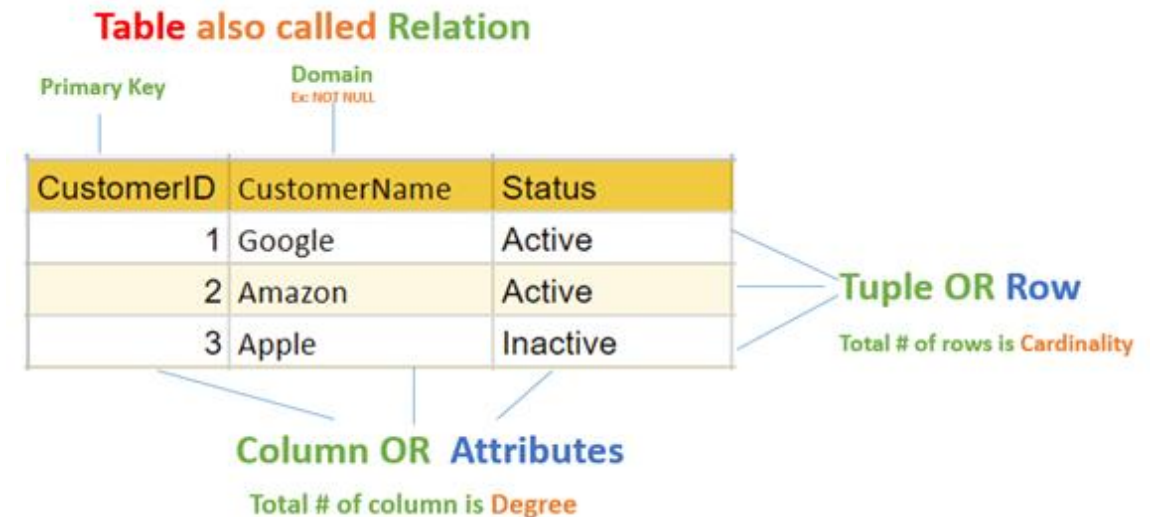 Table also called Relation
Primary Key
Domain
Ex: NOT NULL
CustomerID CustomerName Status
1 Google Active
2 Amazon Active
3 Apple Inactive
Tuple OR Row
Total # of rows is Cardinality
Column OR Attributes
Total # of column is Degree